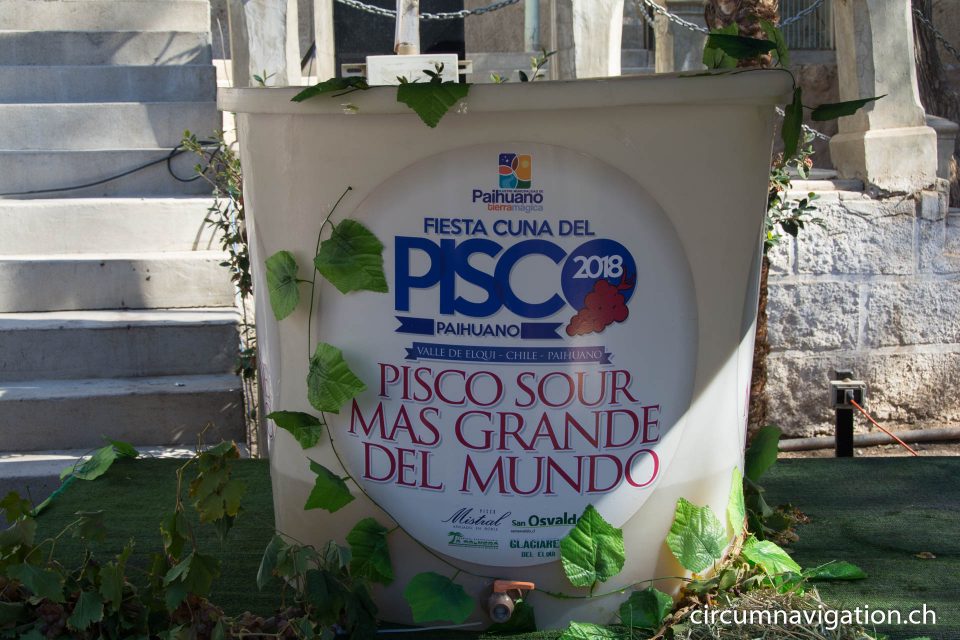 Paihuano
tierramágica
FIESTA CUNA DEL
PISCO
2018
PAIHUANO
VALLE DE ELQUI - CHILE - PAIHUANO
PISCO SOUR
MAS GRANDE
DEL MUNDO
PISCO
Mistral
San Osvaldo
GLACIARES
DEL ELQUI
circumnavigation.ch